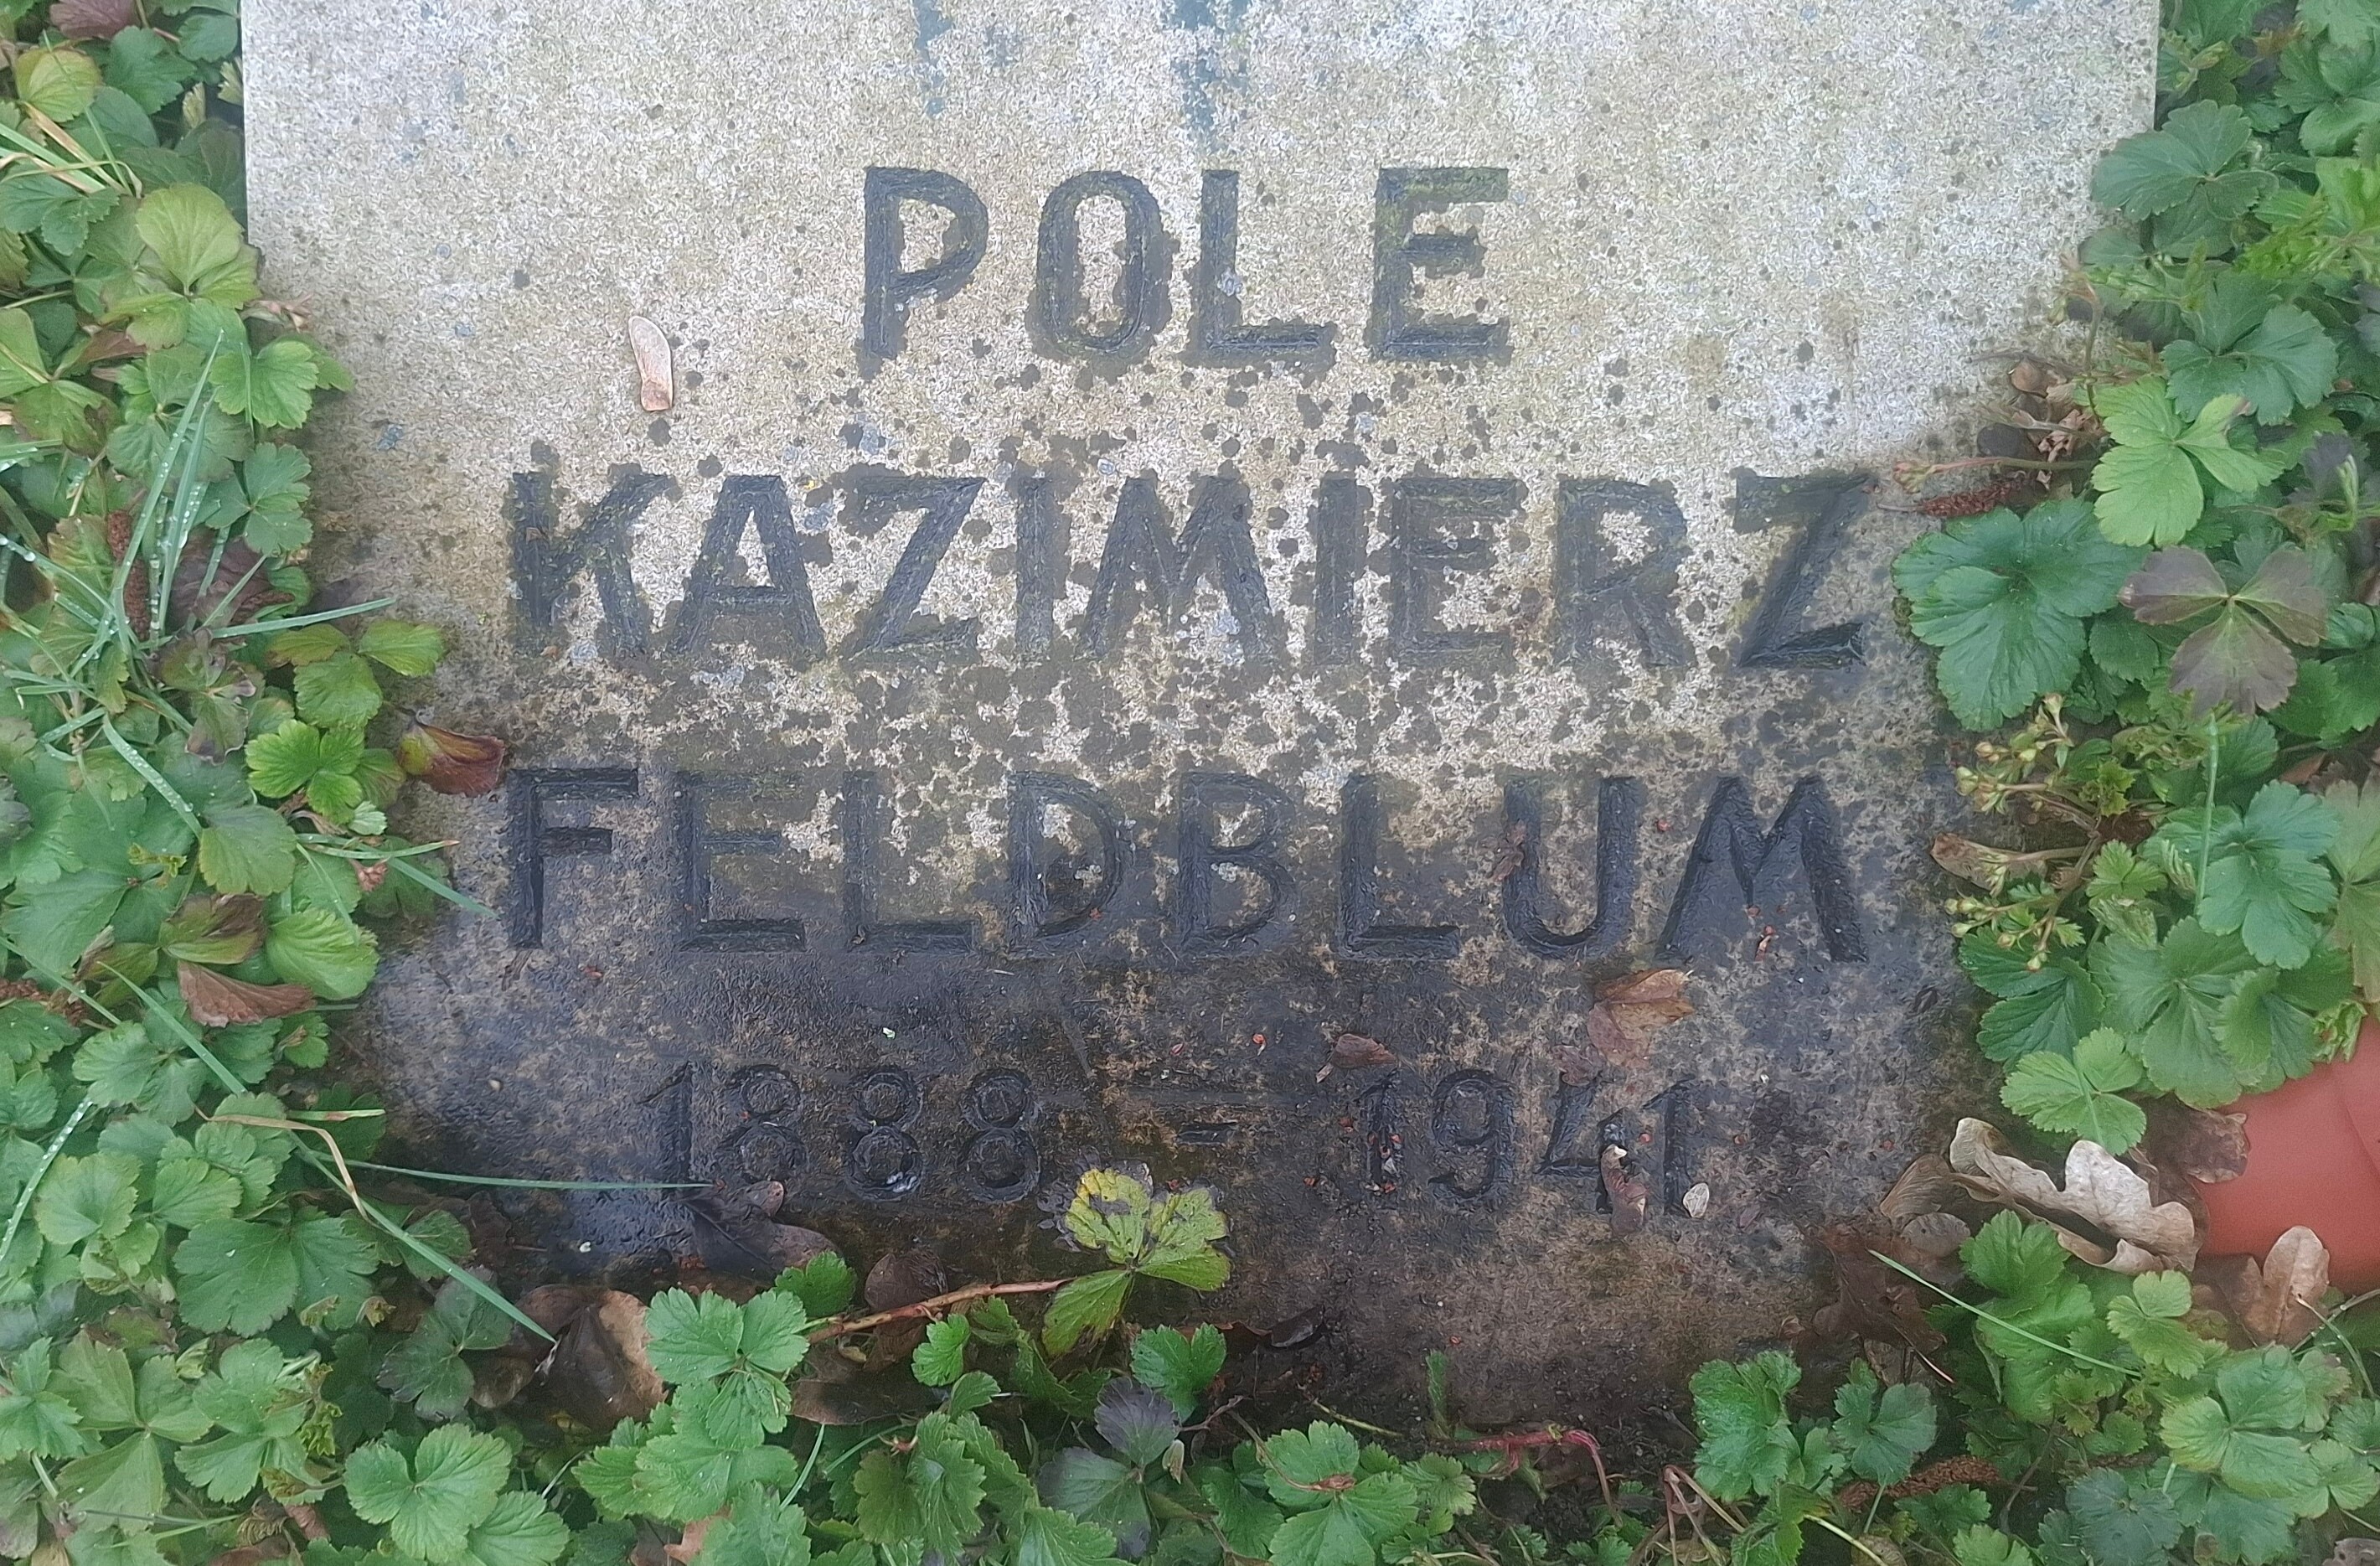 POLE
KAZIMIERZ
FELDBLUM
1888 - 1941